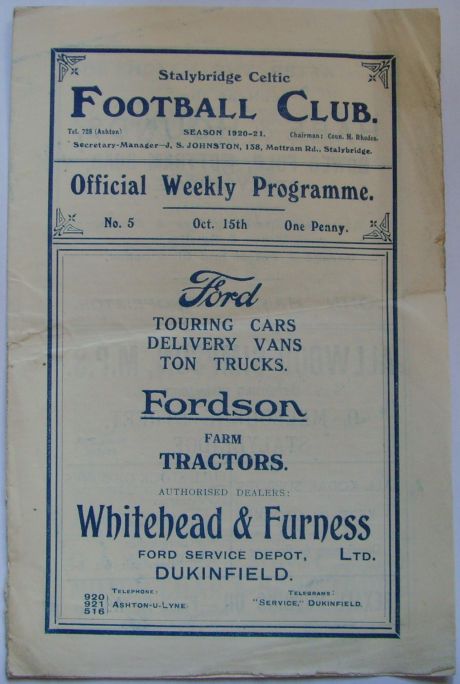 Stalybridge Celtic
FOOTBALL CLUB.
Tel. 728 (Ashton) SEASON 1920-21. Chairman: Coun. H. Rhodes.
Secretary-Manager—J. S. JOHNSTON, 158, Mottram Rd., Stalybridge.
Official Weekly Programme.
No. 5 Oct. 15th One Penny.
Ford
TOURING CARS
DELIVERY VANS
TON TRUCKS.
Fordson
FARM
TRACTORS.
AUTHORISED DEALERS:
Whitehead & Furness
FORD SERVICE DEPOT, LTD.
DUKINFIELD.
TELEPHONE: TELEGRAMS:
920
921 ASHTON-U-LYNE. "SERVICE," DUKINFIELD.
516